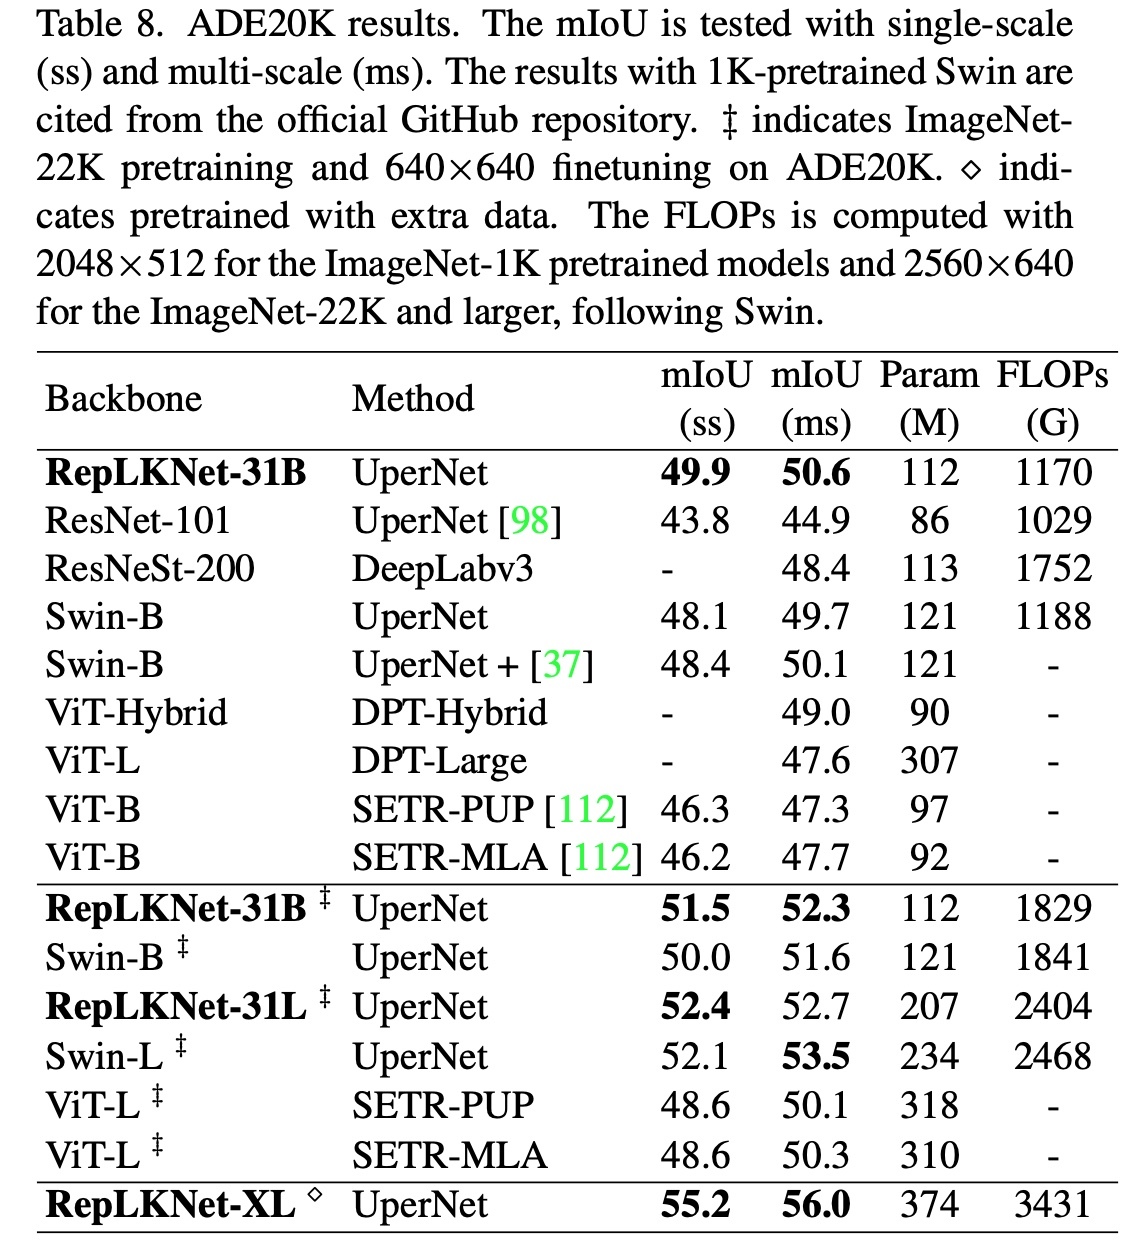 Table 8. ADE20K results. The mIoU is tested with single-scale
(ss) and multi-scale (ms). The results with 1K-pretrained Swin are
cited from the official GitHub repository. ‡ indicates ImageNet-
22K pretraining and 640×640 finetuning on ADE20K. ⋄ indi-
cates pretrained with extra data. The FLOPs is computed with
2048×512 for the ImageNet-1K pretrained models and 2560×640
for the ImageNet-22K and larger, following Swin.
Backbone Method mIoU (ss) mIoU (ms) Param (M) FLOPs (G)
RepLKNet-31B UperNet 49.9 50.6 112 1170
ResNet-101 UperNet [98] 43.8 44.9 86 1029
ResNeSt-200 DeepLabv3 - 48.4 113 1752
Swin-B UperNet 48.1 49.7 121 1188
Swin-B UperNet + [37] 48.4 50.1 121 -
ViT-Hybrid DPT-Hybrid - 49.0 90 -
ViT-L DPT-Large - 47.6 307 -
ViT-B SETR-PUP [112] 46.3 47.3 97 -
ViT-B SETR-MLA [112] 46.2 47.7 92 -
RepLKNet-31B ‡ UperNet 51.5 52.3 112 1829
Swin-B ‡ UperNet 50.0 51.6 121 1841
RepLKNet-31L ‡ UperNet 52.4 52.7 207 2404
Swin-L ‡ UperNet 52.1 53.5 234 2468
ViT-L ‡ SETR-PUP 48.6 50.1 318 -
ViT-L ‡ SETR-MLA 48.6 50.3 310 -
RepLKNet-XL ⋄ UperNet 55.2 56.0 374 3431